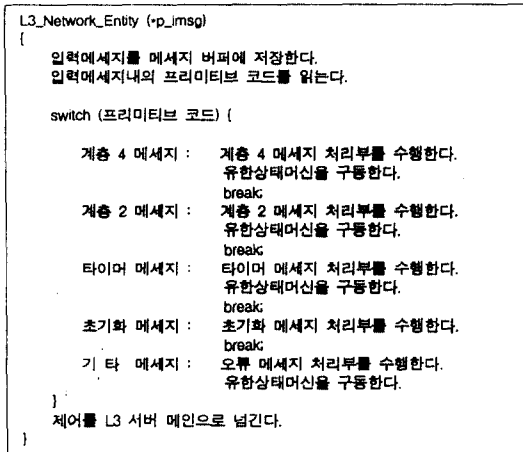 L3_Network_Entity (*p_imsg)
{
입력메세지를 메세지 버퍼에 저장한다.
입력메세지내의 프리미티브 코드를 읽는다.
switch (프리미티브 코드) {
계층 4 메세지 : 계층 4 메세지 처리부를 수행한다.
유한상태머신을 구동한다.
break;
계층 2 메세지 : 계층 2 메세지 처리부를 수행한다.
유한상태머신을 구동한다.
break;
타이머 메세지 : 타이머 메세지 처리부를 수행한다.
유한상태머신을 구동한다.
break;
초기화 메세지 : 초기화 메세지 처리부를 수행한다.
break;
기 타 메세지 : 오류 메세지 처리부를 수행한다.
유한상태머신을 구동한다.
}
제어를 L3 서버 메인으로 넘긴다.
}